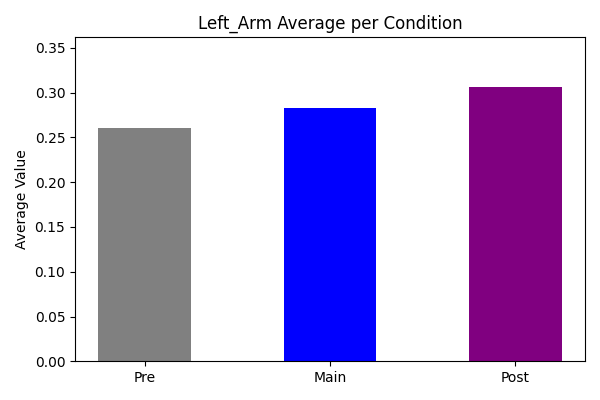 Left_Arm Average per Condition
Average Value
0.35
0.30
0.25
0.20
0.15
0.10
0.05
0.00
Pre
Main
Post